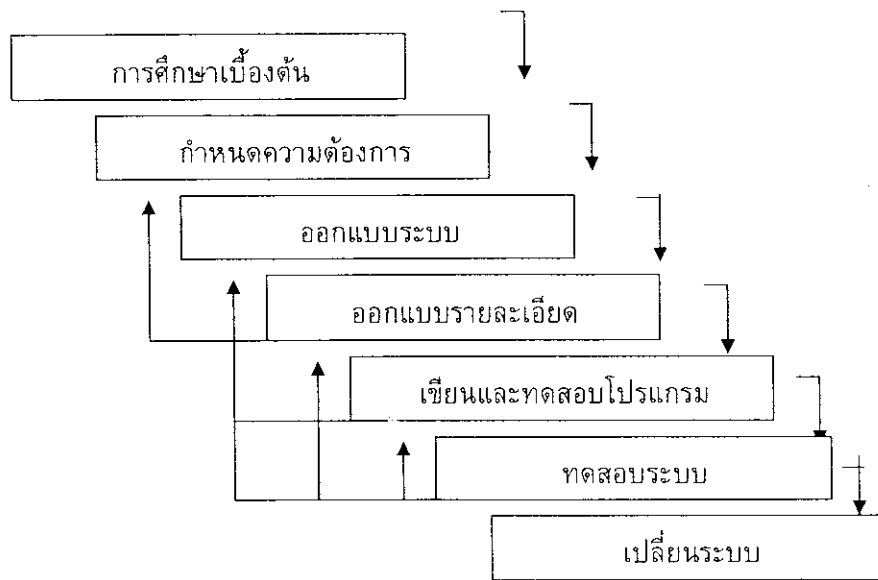 การศึกษาเบื้องต้น
กำหนดความต้องการ
ออกแบบระบบ
ออกแบบรายละเอียด
เขียนและทดสอบโปรแกรม
ทดสอบระบบ
เปลี่ยนระบบ